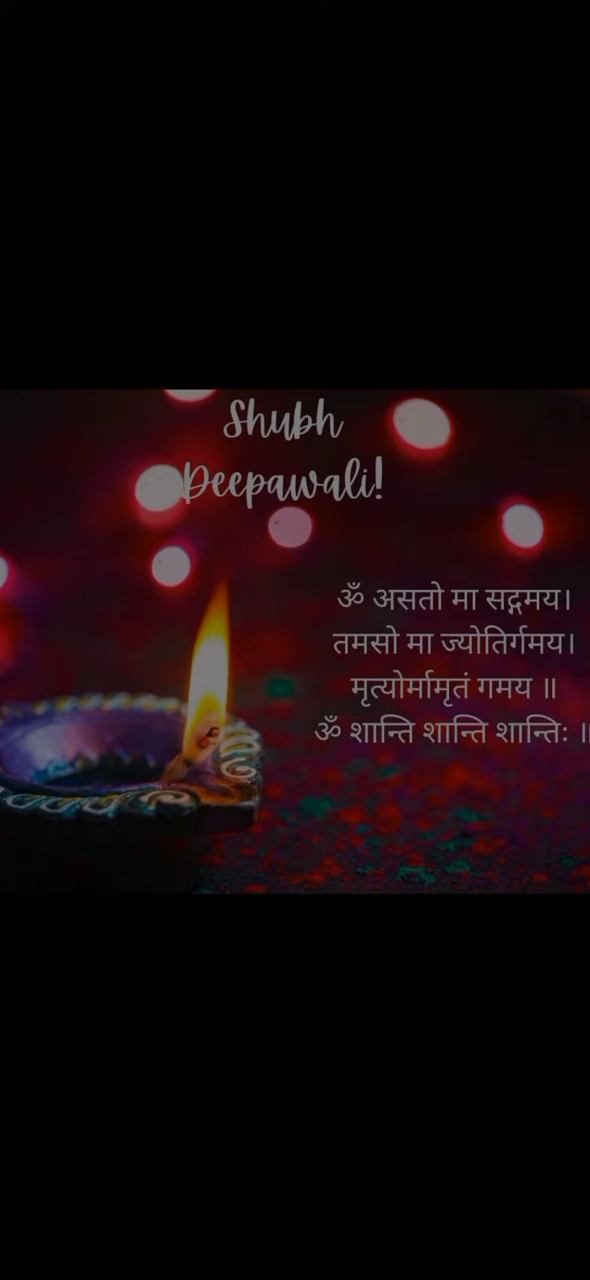 Shubh
Deepawali!
ॐ असतो मा सद्गमय।
तमसो मा ज्योतिर्गमय।
मृत्योर्मामृतं गमय ॥
ॐ शान्ति शान्ति शान्तिः ॥